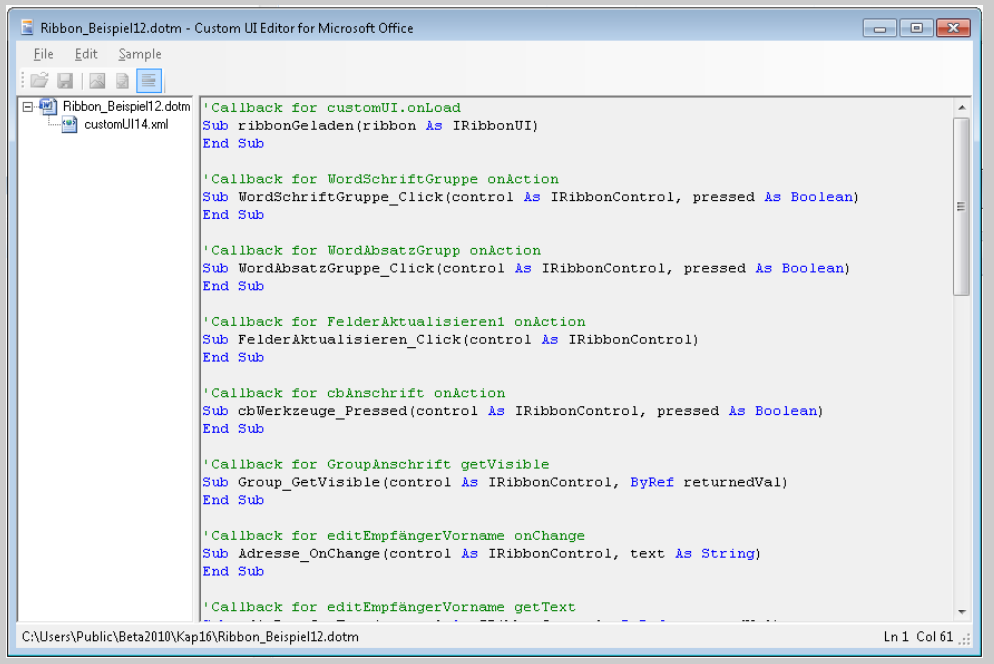 Ribbon_Beispiel12.dotm - Custom UI Editor for Microsoft Office
File Edit Sample
Ribbon_Beispiel12.dotm
customUI14.xml
'Callback for customUI.onLoad
Sub ribbonGeladen(ribbon As IRibbonUI)
End Sub
'Callback for WordSchriftGruppe onAction
Sub WordSchriftGruppe_Click(control As IRibbonControl, pressed As Boolean)
End Sub
'Callback for WordAbsatzGrupp onAction
Sub WordAbsatzGruppe_Click(control As IRibbonControl, pressed As Boolean)
End Sub
'Callback for FelderAktualisieren1 onAction
Sub FelderAktualisieren_Click(control As IRibbonControl)
End Sub
'Callback for cbAnschrift onAction
Sub cbWerkzeuge_Pressed(control As IRibbonControl, pressed As Boolean)
End Sub
'Callback for GroupAnschrift getVisible
Sub Group_GetVisible(control As IRibbonControl, ByRef returnedVal)
End Sub
'Callback for editEmpfängerVorname onChange
Sub Adresse_OnChange(control As IRibbonControl, text As String)
End Sub
'Callback for editEmpfängerVorname getText
C:\Users\Public\Beta2010\Kap16\Ribbon_Beispiel12.dotm
Ln 1 Col 61